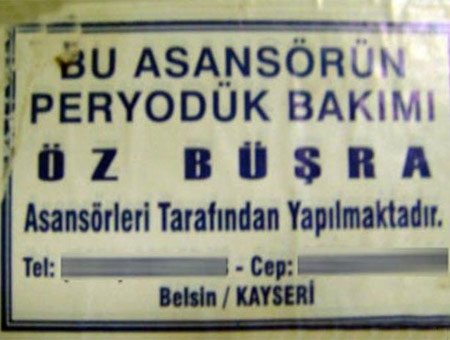 BU ASANSÖRÜN
PERYODÜK BAKIMI
ÖZ BÜŞRA
Asansörleri Tarafından Yapılmaktadır.
Tel: - Cep:
Belsin / KAYSERİ